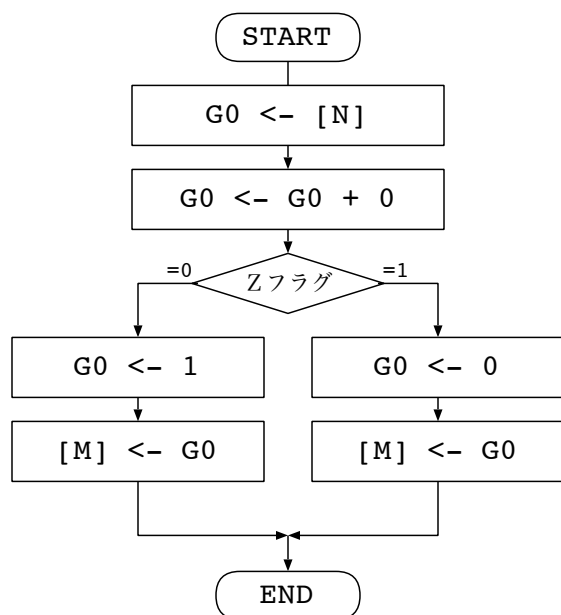 START
G0 <- [N]
G0 <- G0 + 0
=0
Zフラグ
=1
G0 <- 1
G0 <- 0
[M] <- G0
[M] <- G0
END